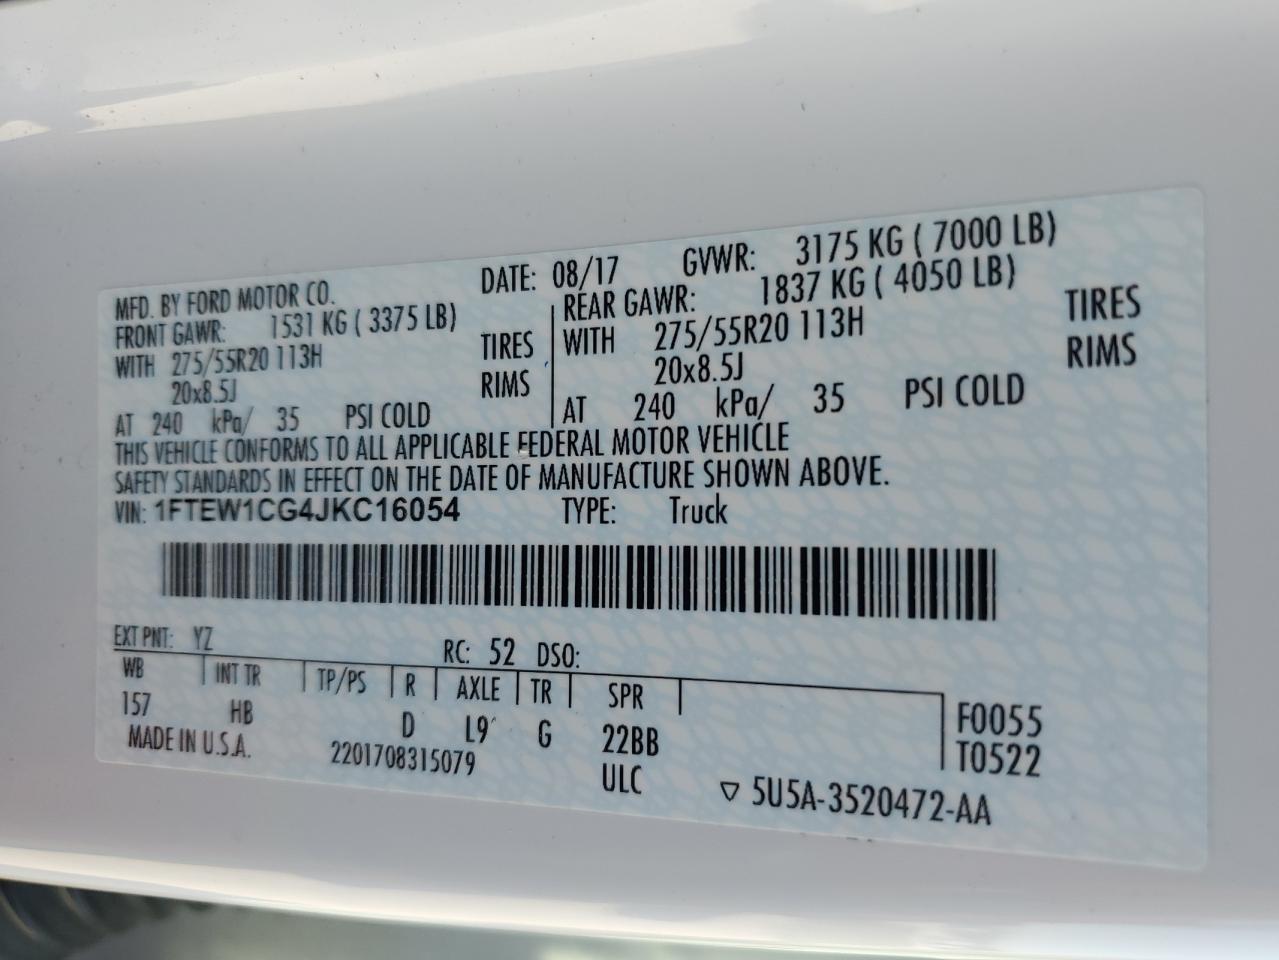 MFD. BY FORD MOTOR CO. DATE: 08/17 GVWR: 3175 KG ( 7000 LB)
FRONT GAWR: 1531 KG ( 3375 LB) REAR GAWR: 1837 KG ( 4050 LB)
WITH 275/55R20 113H TIRES WITH 275/55R20 113H TIRES
20x8.5J RIMS 20x8.5J RIMS
AT 240 kPa/ 35 PSI COLD AT 240 kPa/ 35 PSI COLD
THIS VEHICLE CONFORMS TO ALL APPLICABLE FEDERAL MOTOR VEHICLE
SAFETY STANDARDS IN EFFECT ON THE DATE OF MANUFACTURE SHOWN ABOVE.
VIN: 1FTEW1CG4JKC16054 TYPE: Truck
EXT PNT: YZ RC: 52 DSO:
WB INT TR TP/PS R AXLE TR SPR F0055
157 HB D L9 G 22BB T0522
MADE IN U.S.A. 2201708315079 ULC ▽ 5U5A-3520472-AA